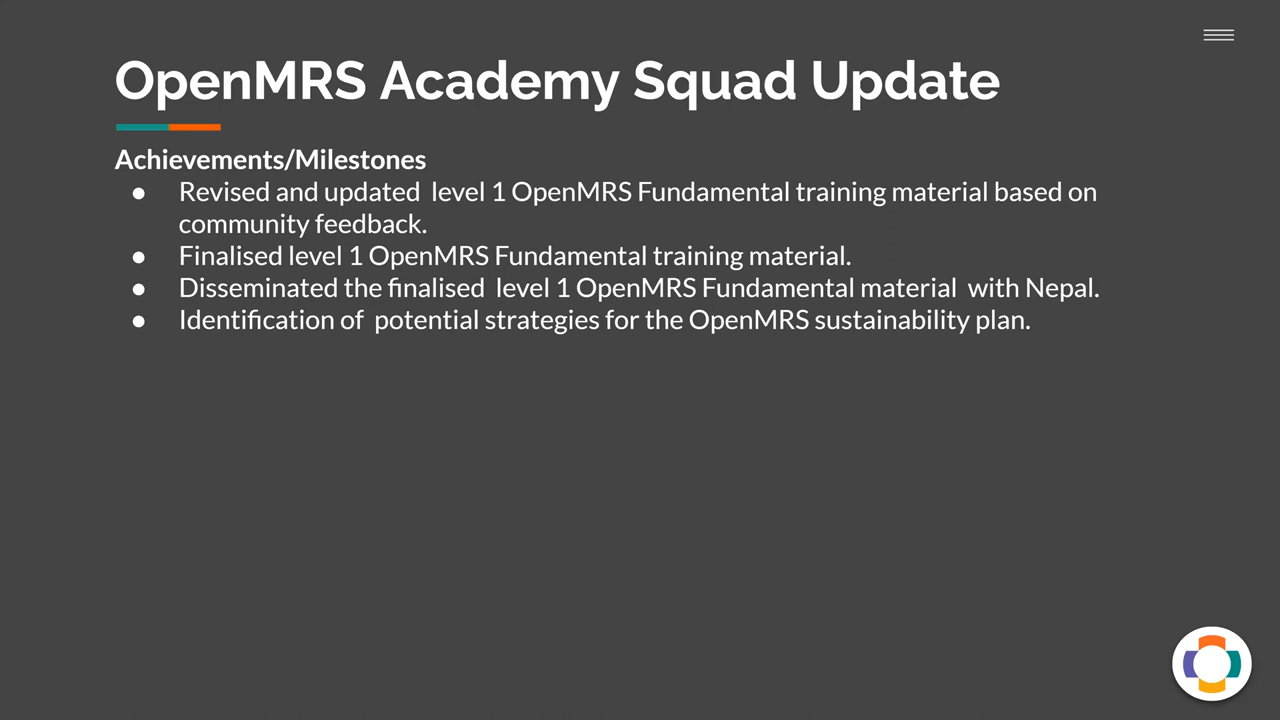 OpenMRS Academy Squad Update
Achievements/Milestones
● Revised and updated  level 1 OpenMRS Fundamental training material based on
community feedback.
● Finalised level 1 OpenMRS Fundamental training material.
● Disseminated the finalised  level 1 OpenMRS Fundamental material  with Nepal.
● Identification of  potential strategies for the OpenMRS sustainability plan.